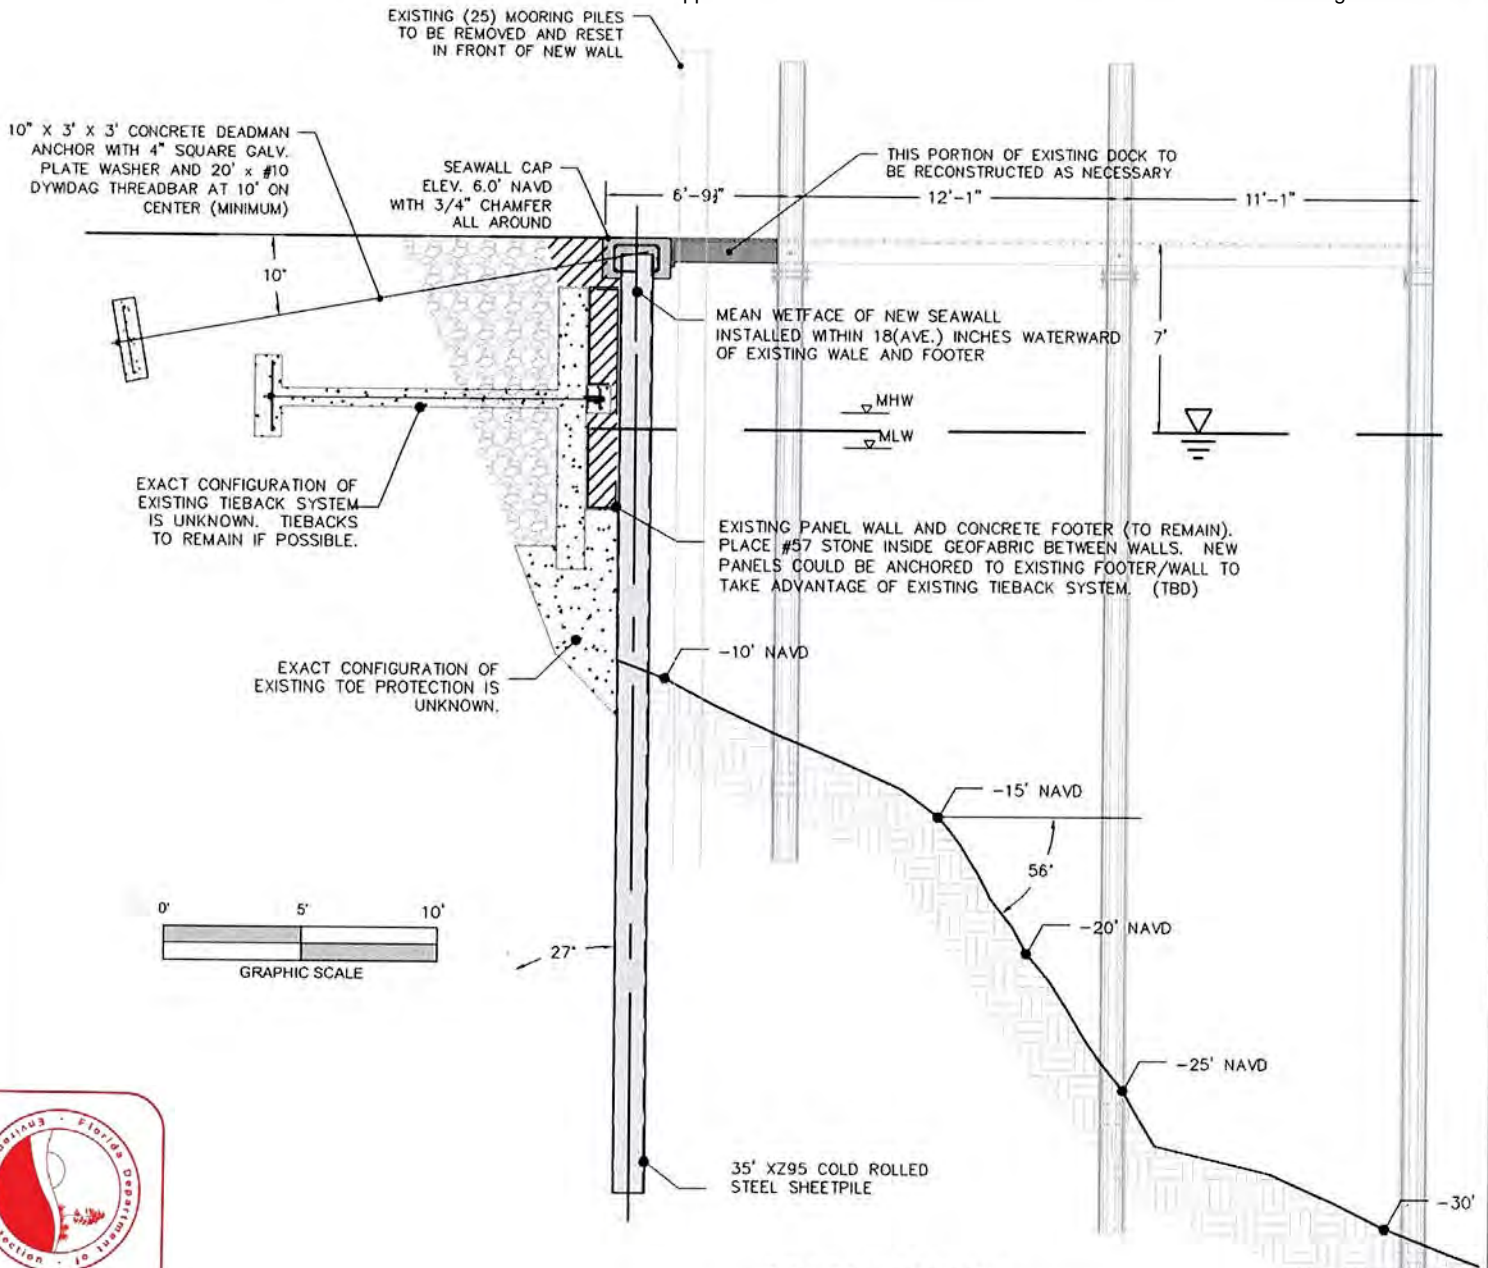 EXISTING (25) MOORING PILES
TO BE REMOVED AND RESET
IN FRONT OF NEW WALL
10" X 3' X 3' CONCRETE DEADMAN
ANCHOR WITH 4" SQUARE GALV.
PLATE WASHER AND 20' x #10
DYWIDAG THREADBAR AT 10' ON
CENTER (MINIMUM)
SEAWALL CAP
ELEV. 6.0' NAVD
WITH 3/4" CHAMFER
ALL AROUND
THIS PORTION OF EXISTING DOCK TO
BE RECONSTRUCTED AS NECESSARY
12'-1"
11'-1"
10°
MEAN WETFACE OF NEW SEAWALL
INSTALLED WITHIN 18(AVE.) INCHES WATERWARD
OF EXISTING WALE AND FOOTER
7'
MHW
MLW
EXACT CONFIGURATION OF
EXISTING TIEBACK SYSTEM
IS UNKNOWN. TIEBACKS
TO REMAIN IF POSSIBLE.
EXISTING PANEL WALL AND CONCRETE FOOTER (TO REMAIN).
PLACE #57 STONE INSIDE GEOFABRIC BETWEEN WALLS. NEW
PANELS COULD BE ANCHORED TO EXISTING FOOTER/WALL TO
TAKE ADVANTAGE OF EXISTING TIEBACK SYSTEM. (TBD)
-10' NAVD
EXACT CONFIGURATION OF
EXISTING TOE PROTECTION IS
UNKNOWN.
-15' NAVD
56°
0' 5' 10'
GRAPHIC SCALE
-20' NAVD
27'
-25' NAVD
35' XZ95 COLD ROLLED
STEEL SHEETPILE
-30'
Florida Department of